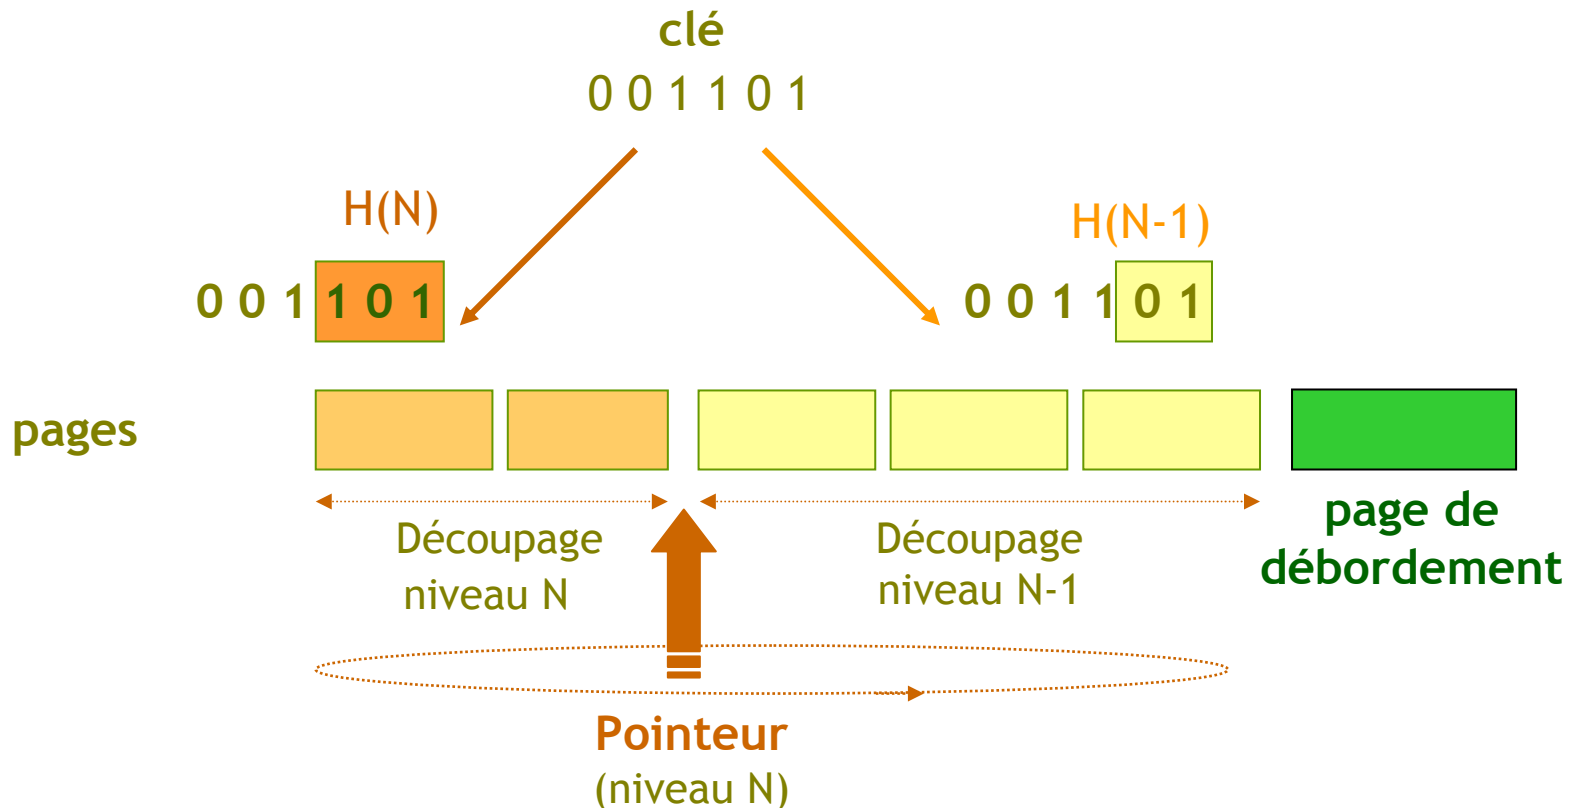 clé
0 0 1 1 0 1
H(N)
H(N-1)
0 0 1 1 0 1
0 0 1 1 0 1
pages
Découpage
niveau N
Découpage
niveau N-1
page de
débordement
Pointeur
(niveau N)